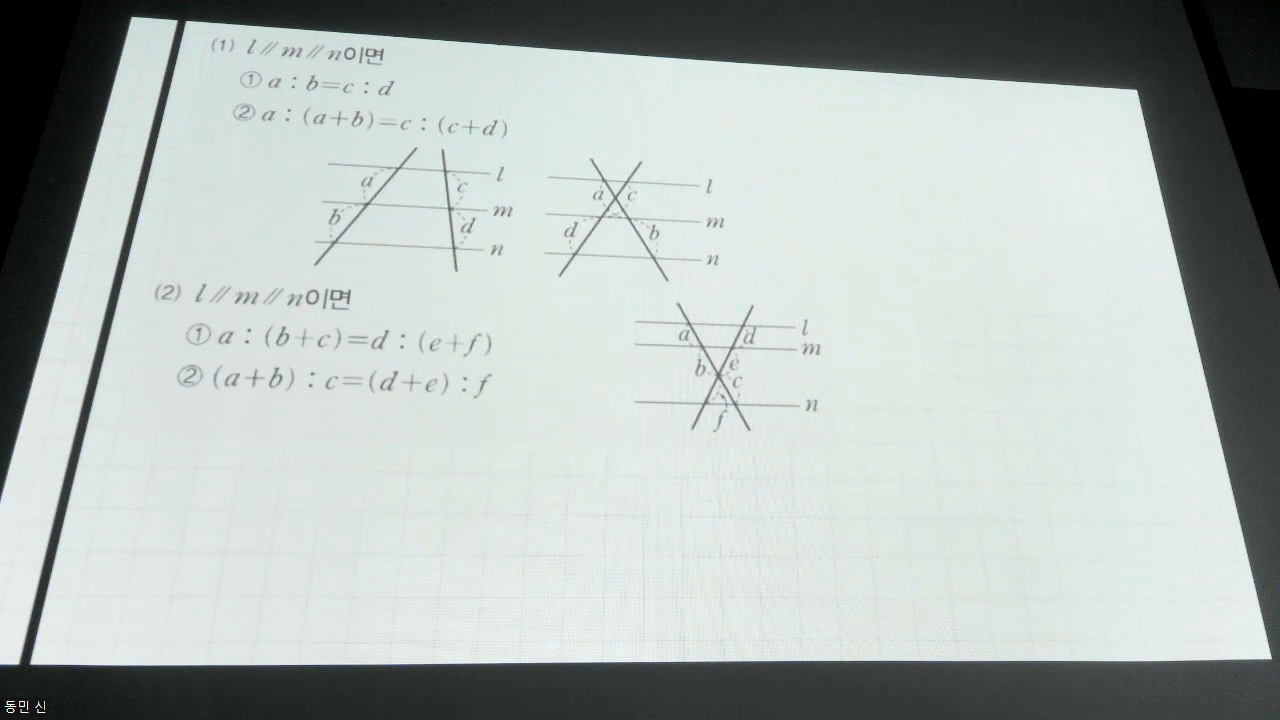 (1) l // m // n이면
① a : b=c : d
② a : (a+b)=c : (c+d)
a
b
c
d
l
m
n
a
c
d
b
l
m
n
(2) l // m // n이면
① a : (b+c)=d : (e+f)
② (a+b) : c=(d+e) : f
a
d
b
e
c
f
l
m
n
동민 신